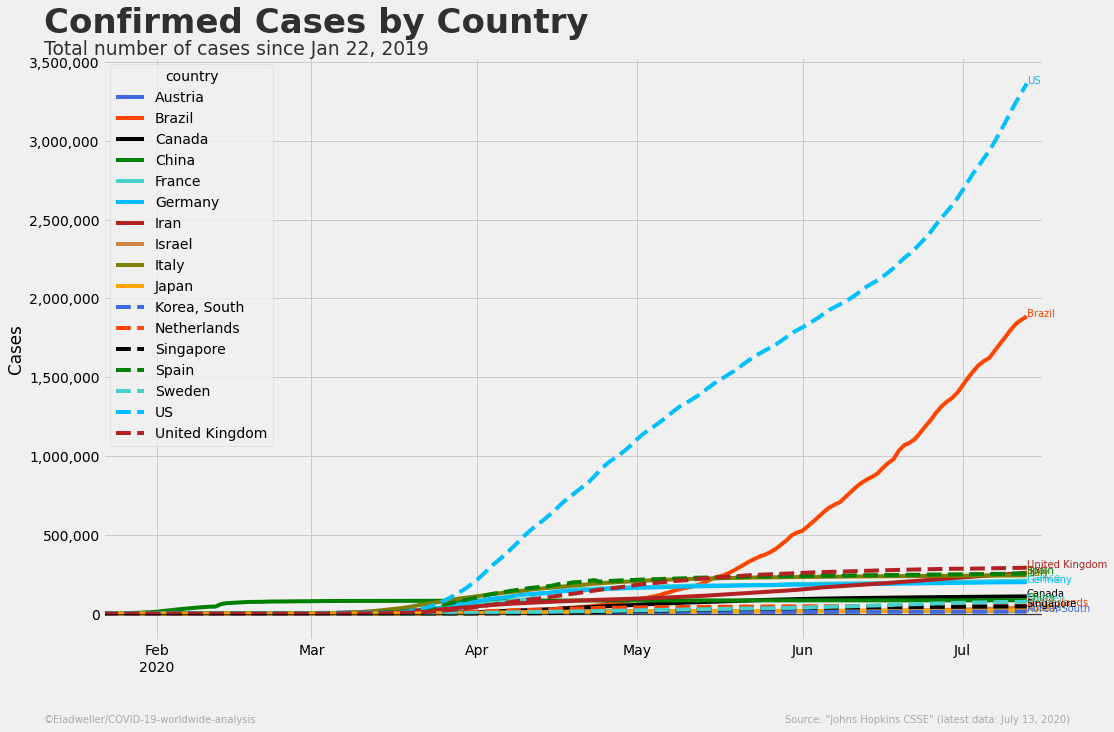 Confirmed Cases by Country
Total number of cases since Jan 22, 2019
3,500,000
3,000,000
2,500,000
2,000,000
1,500,000
1,000,000
500,000
0
Cases
country
Austria
Brazil
Canada
China
France
Germany
Iran
Israel
Italy
Japan
Korea, South
Netherlands
Singapore
Spain
Sweden
US
United Kingdom
US
Brazil
United Kingdom
Spain
Germany
Canada
Singapore
Feb
2020
Mar
Apr
May
Jun
Jul
©Eladweller/COVID-19-worldwide-analysis
Source: "Johns Hopkins CSSE" (latest data: July 13, 2020)